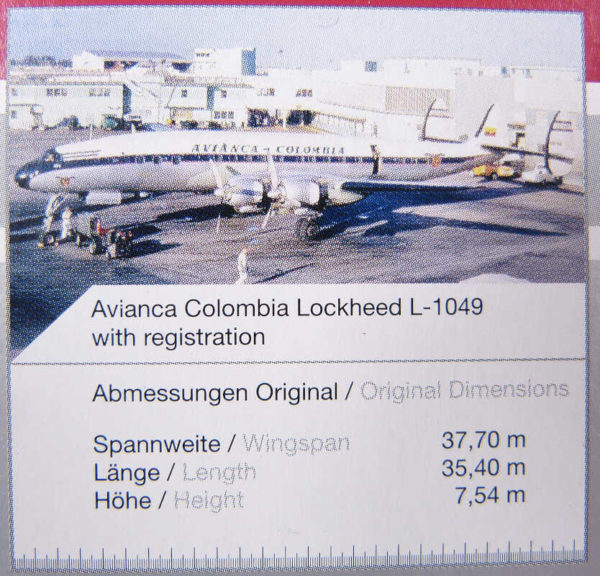 AVIANCA COLOMBIA
Avianca Colombia Lockheed L-1049
with registration
Abmessungen Original / Original Dimensions
Spannweite / Wingspan 37,70 m
Länge / Length 35,40 m
Höhe / Height 7,54 m